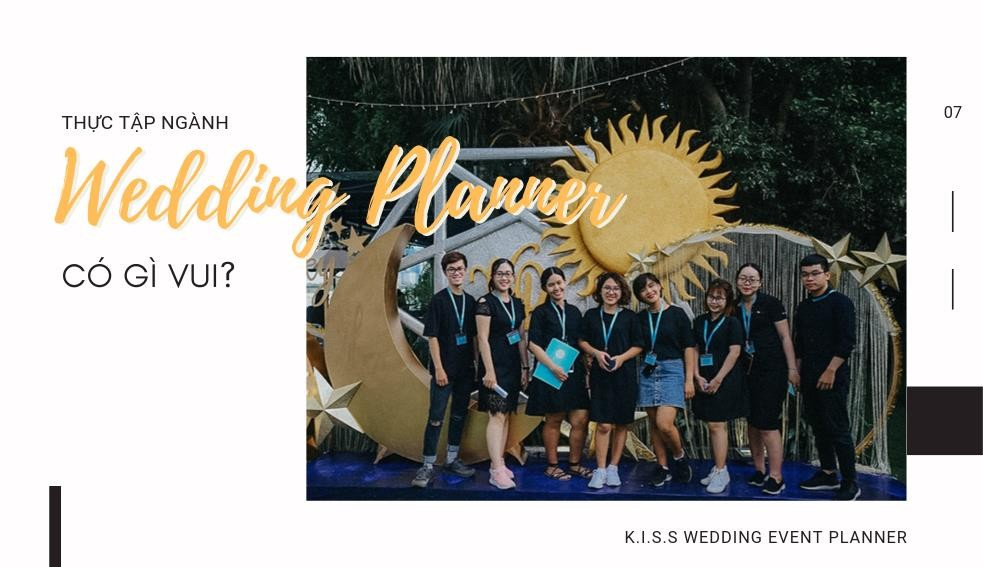 THỰC TẬP NGÀNH
Wedding Planner
CÓ GÌ VUI?
07
K.I.S.S WEDDING EVENT PLANNER